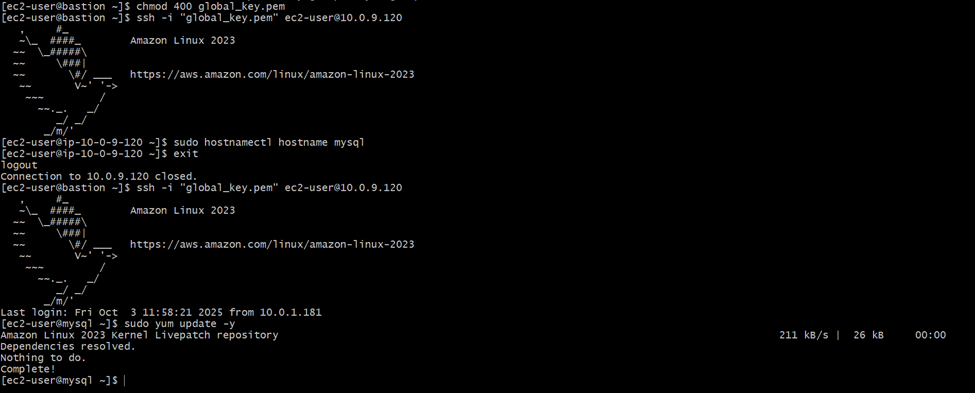 [ec2-user@bastion ~]$ chmod 400 global_key.pem
[ec2-user@bastion ~]$ ssh -i "global_key.pem" ec2-user@10.0.9.120
   ,     #_
   ~\_  ####_        Amazon Linux 2023
  ~~  \_#####\
  ~~     \###|
  ~~       \#/ ___   https://aws.amazon.com/linux/amazon-linux-2023
   ~~       V~' '->
    ~~~         /
      ~~._.   _/
         _/ _/
       _/m/'
[ec2-user@ip-10-0-9-120 ~]$ sudo hostnamectl hostname mysql
[ec2-user@ip-10-0-9-120 ~]$ exit
logout
Connection to 10.0.9.120 closed.
[ec2-user@bastion ~]$ ssh -i "global_key.pem" ec2-user@10.0.9.120
   ,     #_
   ~\_  ####_        Amazon Linux 2023
  ~~  \_#####\
  ~~     \###|
  ~~       \#/ ___   https://aws.amazon.com/linux/amazon-linux-2023
   ~~       V~' '->
    ~~~         /
      ~~._.   _/
         _/ _/
       _/m/'
Last login: Fri Oct  3 11:58:21 2025 from 10.0.1.181
[ec2-user@mysql ~]$ sudo yum update -y
Amazon Linux 2023 Kernel Livepatch repository                    211 kB/s |  26 kB     00:00
Dependencies resolved.
Nothing to do.
Complete!
[ec2-user@mysql ~]$